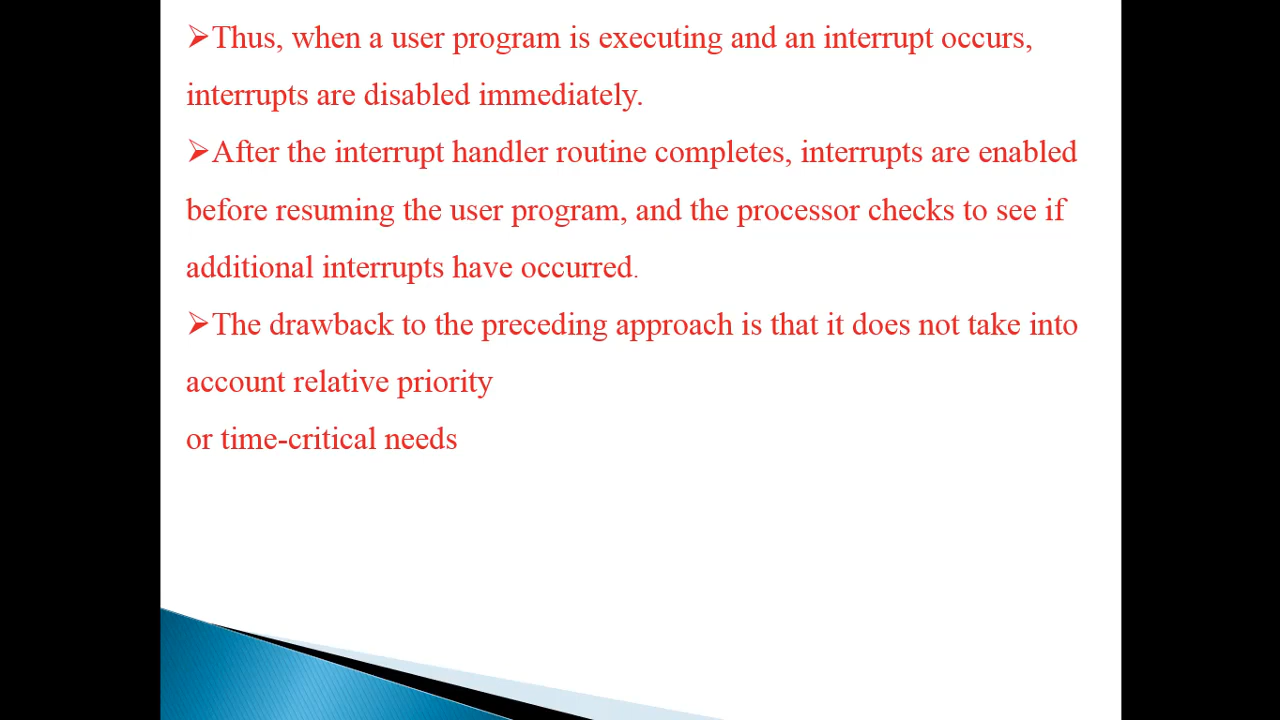 ➢Thus, when a user program is executing and an interrupt occurs,
interrupts are disabled immediately.
➢After the interrupt handler routine completes, interrupts are enabled
before resuming the user program, and the processor checks to see if
additional interrupts have occurred.
➢The drawback to the preceding approach is that it does not take into
account relative priority
or time-critical needs